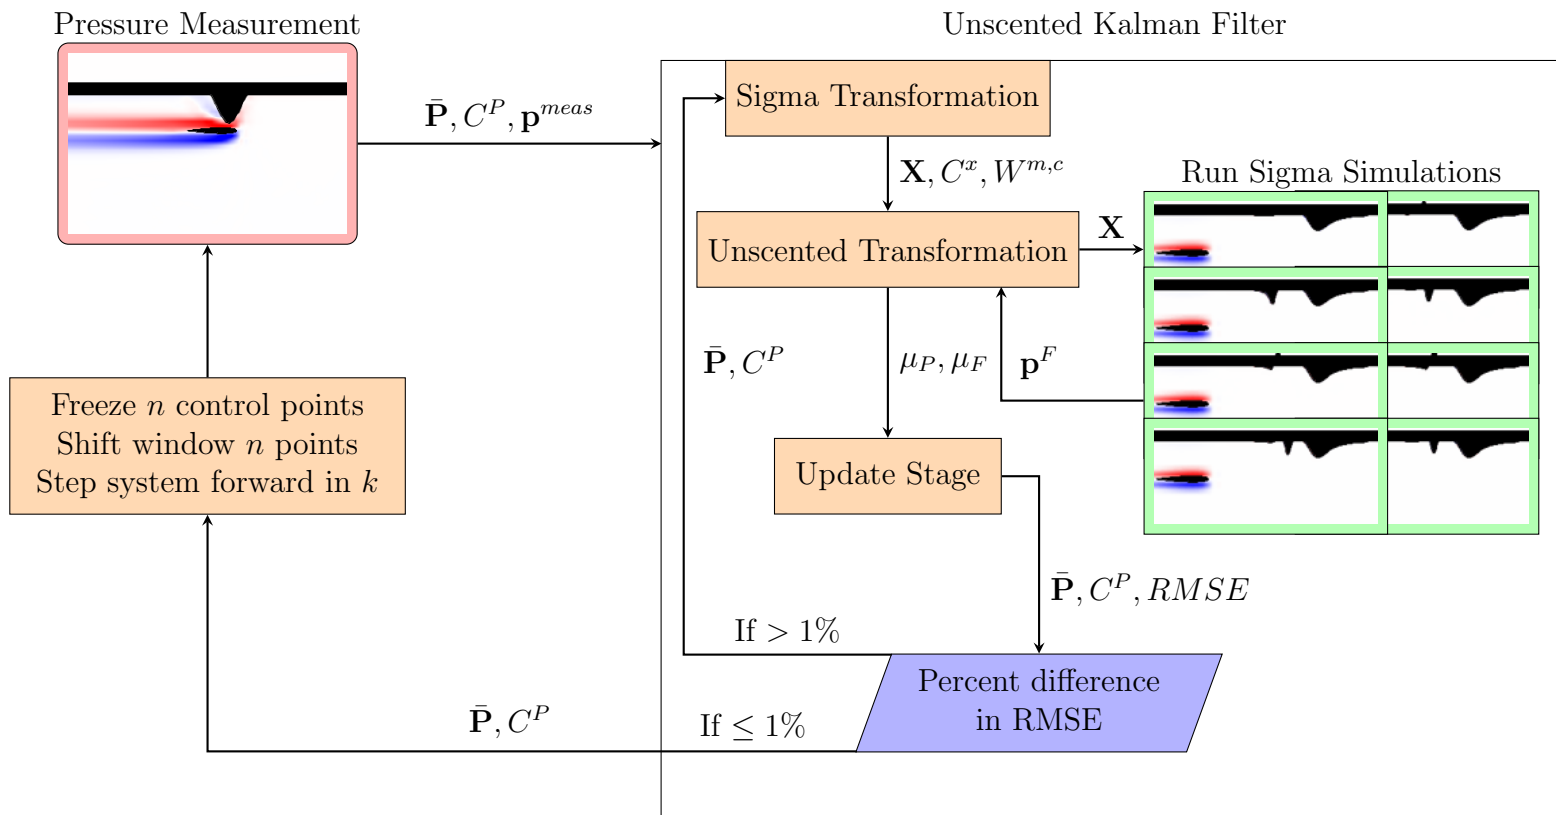 Pressure Measurement
Unscented Kalman Filter
P̄, C^P, p^meas
Sigma Transformation
X, C^x, W^{m,c}
Run Sigma Simulations
Unscented Transformation
X
P̄, C^P
μ_P, μ_F
p^F
Freeze n control points
Shift window n points
Step system forward in k
Update Stage
P̄, C^P, RMSE
If > 1%
Percent difference
in RMSE
If ≤ 1%
P̄, C^P